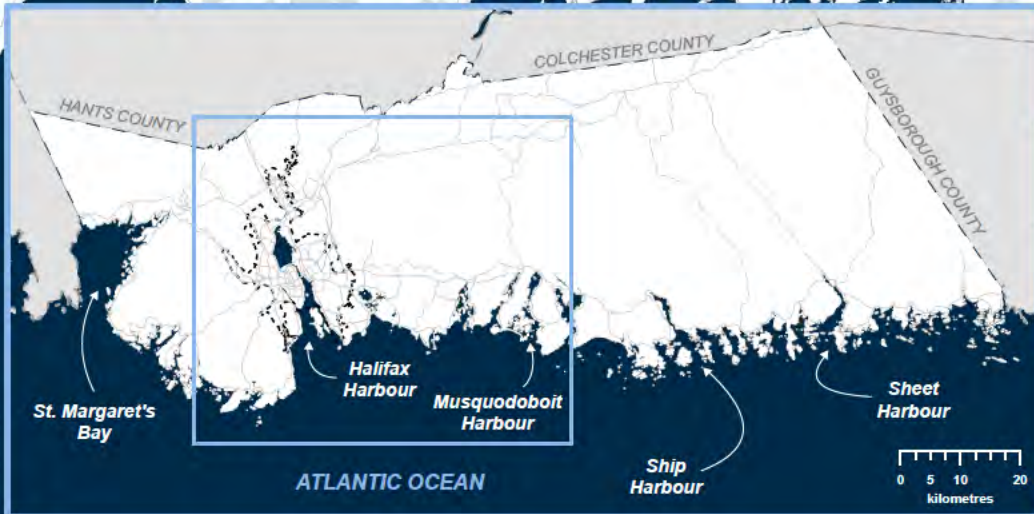 COLCHESTER COUNTY
HANTS COUNTY
GUYSBOROUGH COUNTY
St. Margaret's
Bay
Halifax
Harbour
Musquodoboit
Harbour
Sheet
Harbour
Ship
Harbour
ATLANTIC OCEAN
0 5 10 20
kilometres